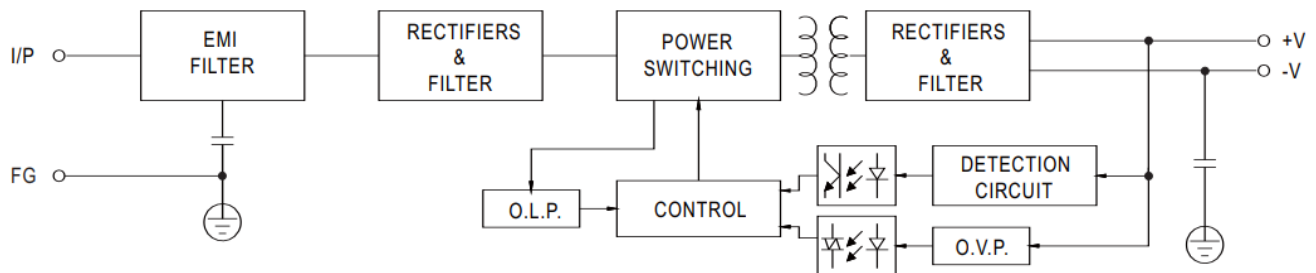 I/P
EMI
FILTER
RECTIFIERS
&
FILTER
POWER
SWITCHING
RECTIFIERS
&
FILTER
+V
-V
FG
O.L.P.
CONTROL
DETECTION
CIRCUIT
O.V.P.